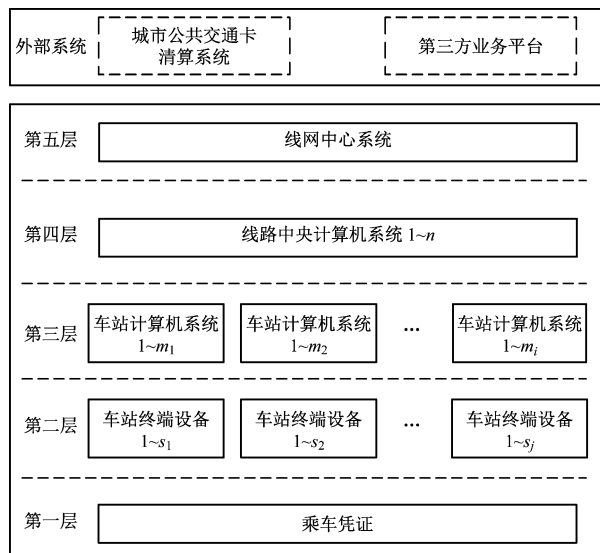 外部系统
城市公共交通卡
清算系统
第三方业务平台
第五层
线网中心系统
第四层
线路中央计算机系统 1~n
第三层
车站计算机系统
1~m₁
车站计算机系统
1~m₂
...
车站计算机系统
1~mᵢ
第二层
车站终端设备
1~s₁
车站终端设备
1~s₂
...
车站终端设备
1~sⱼ
第一层
乘车凭证